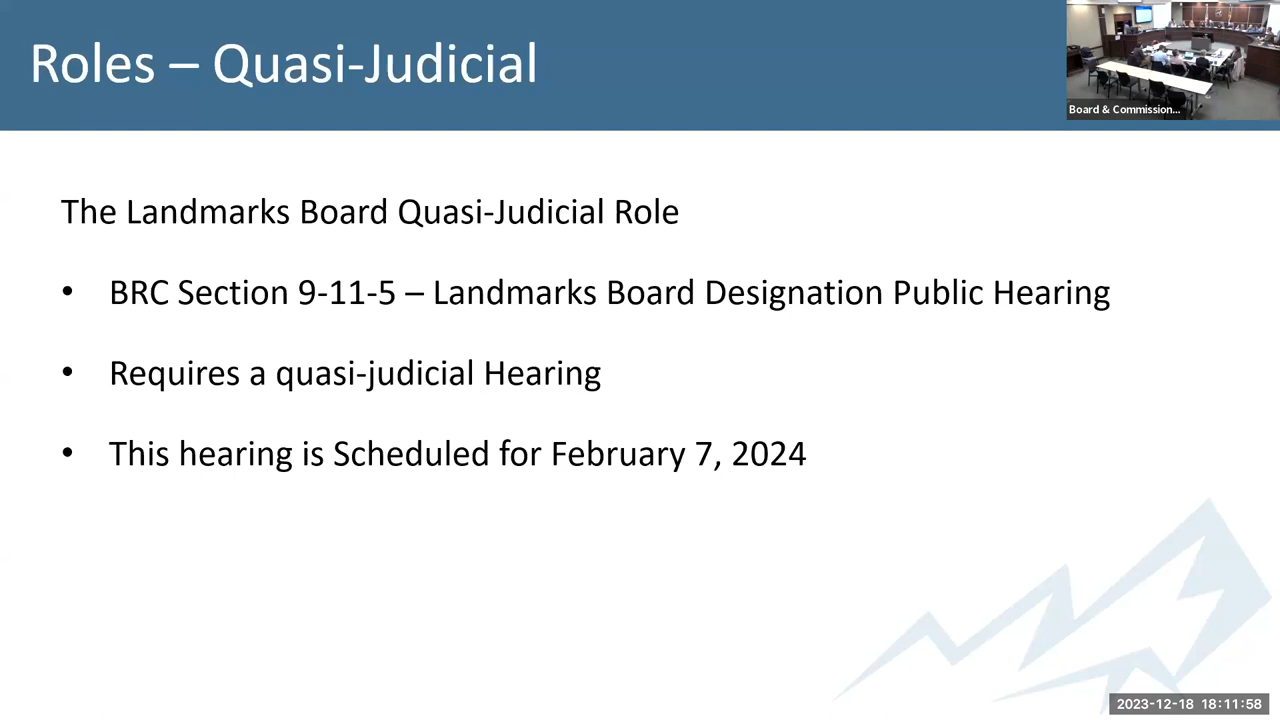 Roles – Quasi-Judicial
Board & Commission...
The Landmarks Board Quasi-Judicial Role
• BRC Section 9-11-5 – Landmarks Board Designation Public Hearing
• Requires a quasi-judicial Hearing
• This hearing is Scheduled for February 7, 2024
2023-12-18 18:11:58